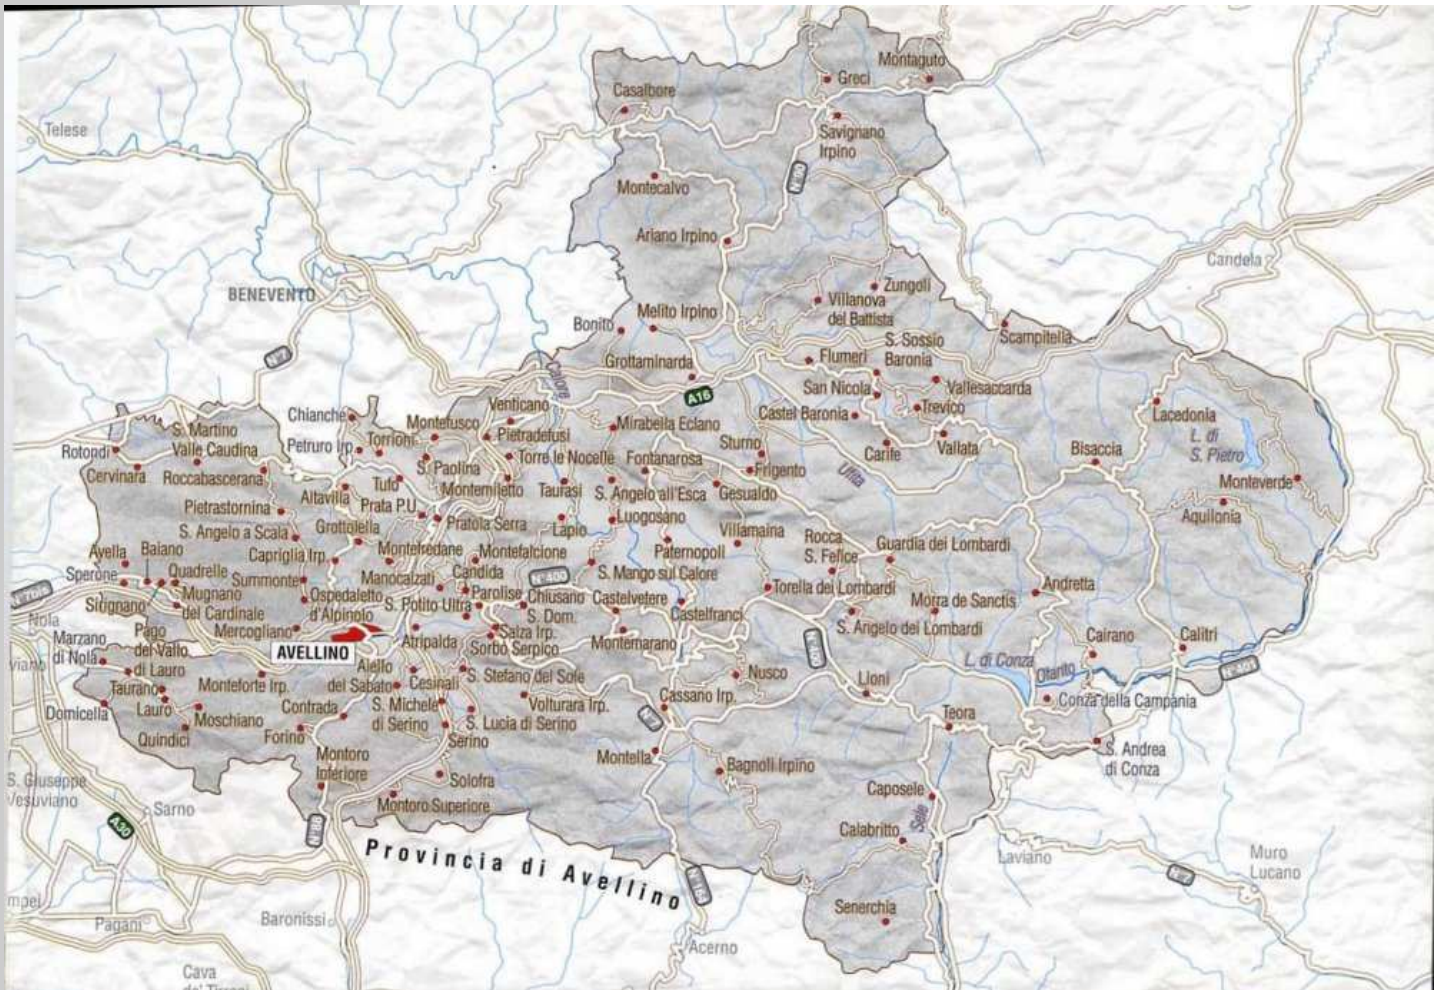 Montaguto
Greci
Casalbore
Telese
Savignano
Irpino
N°90
Montecalvo
Ariano Irpino
Candela
BENEVENTO
Zungoli
Villanova
del Battista
Melito Irpino
Bonito
Scampitella
S. Sossio
Baronia
Flumeri
N°7
Grottaminarda
Calore
San Nicola
Vallesaccarda
A16
Venticano
Chianche
Castel Baronia
Trevico
Lacedonia
Montefusco
Mirabella Eclano
S. Martino
Valle Caudina
Petruro Irp.
Torrioni
Pietradefusi
Sturno
Carife
Vallata
Bisaccia
L. di
S. Pietro
Rotondi
Cervinara
Roccabascerana
S. Paolina
Torre le Nocelle
Fontanarosa
Frigento
Ufita
Tufo
Montemiletto
Taurasi
S. Angelo all'Esca
Gesualdo
Monteverde
Altavilla
Pietrastornina
Prata P.U.
Pratola Serra
Lapio
Luogosano
Villamaina
Aquilonia
S. Angelo a Scala
Grottolella
Rocca
S. Felice
Guardia dei Lombardi
Avella
Baiano
Capriglia Irp.
Montefredane
Montefalcione
Paternopoli
Sperone
Quadrelle
Summonte
Manocalzati
Candida
N°400
S. Mango sul Calore
Torella dei Lombardi
Andretta
Sirignano
Mugnano
del Cardinale
Ospedaletto
d'Alpinolo
Parolise
S. Potito Ultra
Chiusano
S. Dom.
Castelvetere
Castelfranci
Morra de Sanctis
Nola
Mercogliano
Atripalda
Salza Irp.
Sorbo Serpico
Montemarano
S. Angelo dei Lombardi
Cairano
Calitri
Marzano
di Nola
Pago
del Vallo
di Lauro
AVELLINO
L. di Conza
Ofanto
Aiello
del Sabato
Cesinali
S. Stefano del Sole
Nusco
Lioni
Taurano
Monteforte Irp.
Volturara Irp.
Cassano Irp.
Conza della Campania
Domicella
Lauro
Moschiano
Contrada
S. Michele
di Serino
S. Lucia di Serino
Teora
Quindici
Forino
Serino
Montella
S. Andrea
di Conza
Montoro
Inferiore
Solofra
Bagnoli Irpino
S. Giuseppe
Vesuviano
Sarno
Montoro Superiore
Caposele
Sele
A30
N°88
Calabritto
Laviano
Muro
Lucano
Provincia di Avellino
Senerchia
Pagani
Baronissi
Acerno
Cava